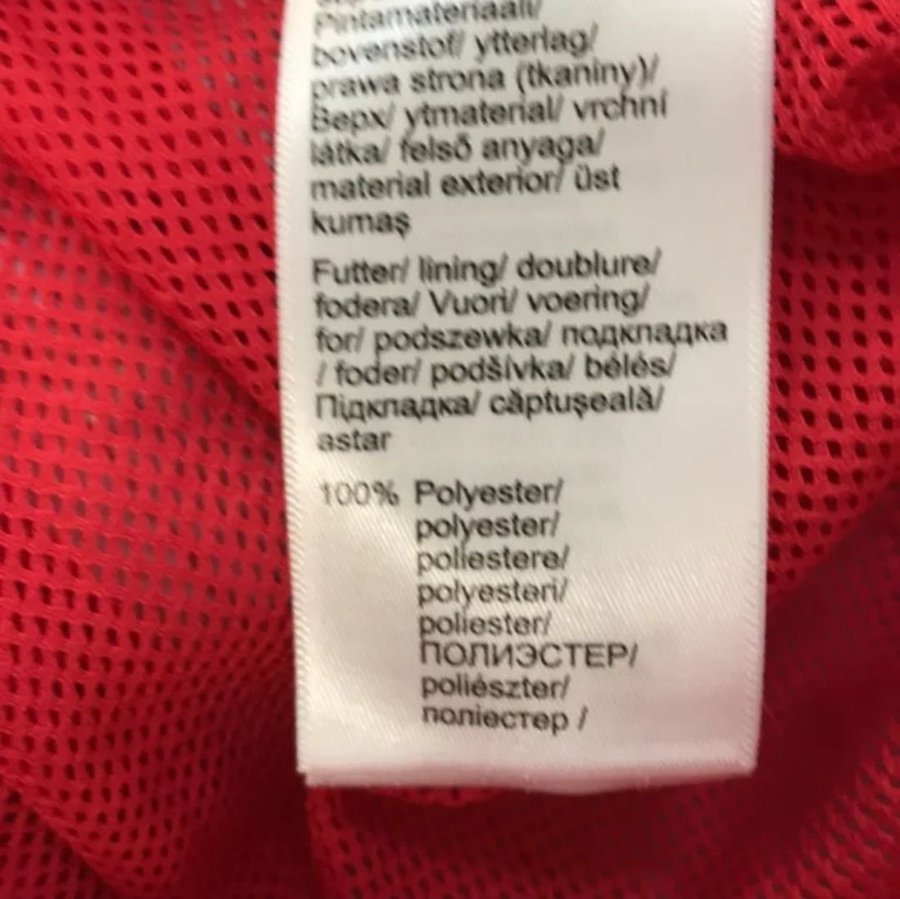 Pintamateriaali/
bovenstof/ ytterlag/
prawa strona (tkaniny)/
Верх/ ytmaterial/ vrchní
látka/ felső anyaga/
material exterior/ üst
kumaş
Futter/ lining/ doublure/
fodera/ Vuori/ voering/
for/ podszewka/ подкладка
/ foder/ podšívka/ bélés/
Підкладка/ căptușeală/
astar
100% Polyester/
polyester/
poliestere/
polyesteri/
poliester/
ПОЛИЭСТЕР/
poliészter/
поліестер /